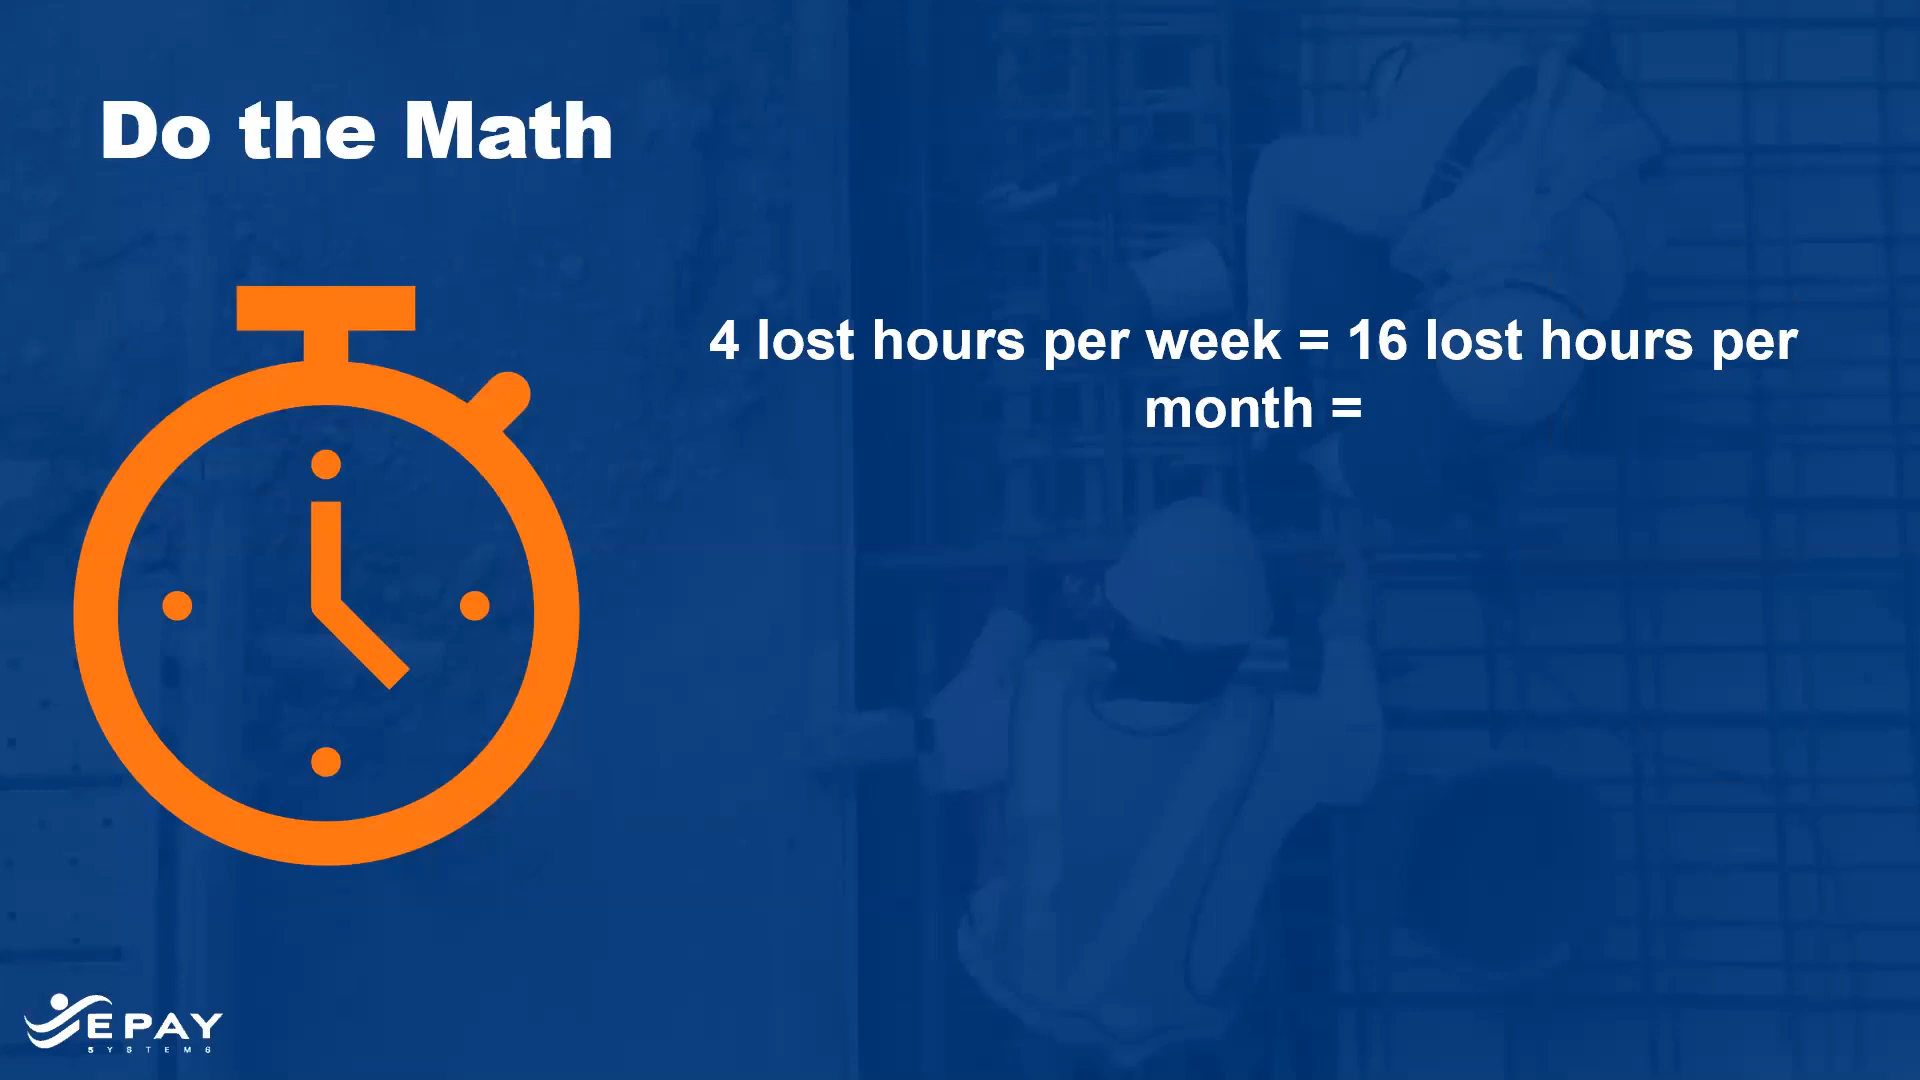 Do the Math
4 lost hours per week = 16 lost hours per
month =
EPAY
SYSTEMS